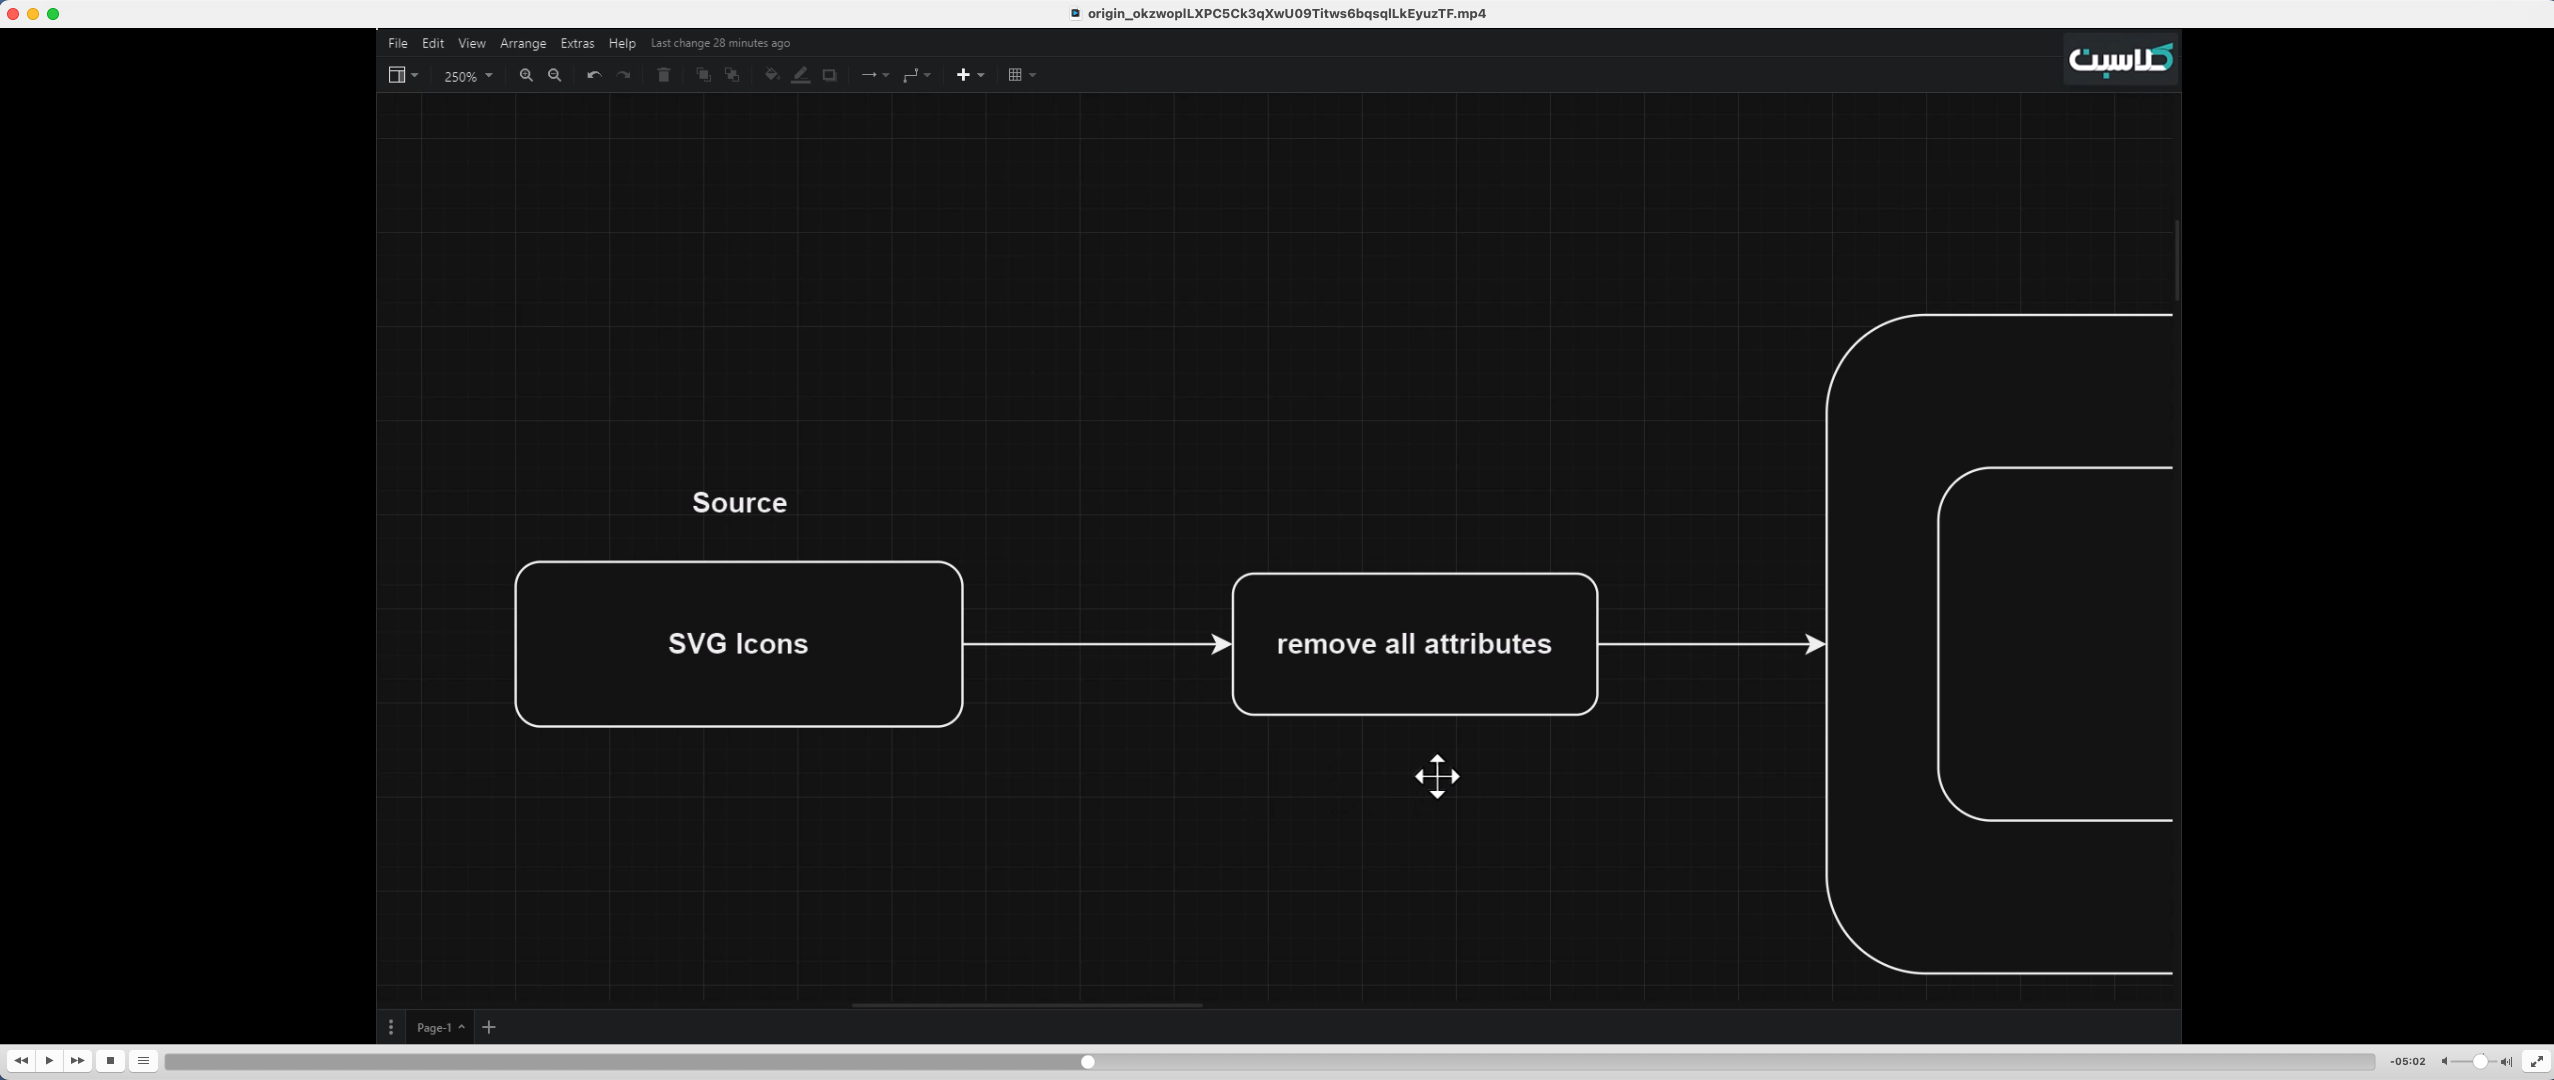 origin_okzwoplLXPC5Ck3qXwU09Titws6bqsqlLkEyuzTF.mp4
File Edit View Arrange Extras Help Last change 28 minutes ago
کلاسبن
250%
Source
SVG Icons
remove all attributes
Page-1
-05:02